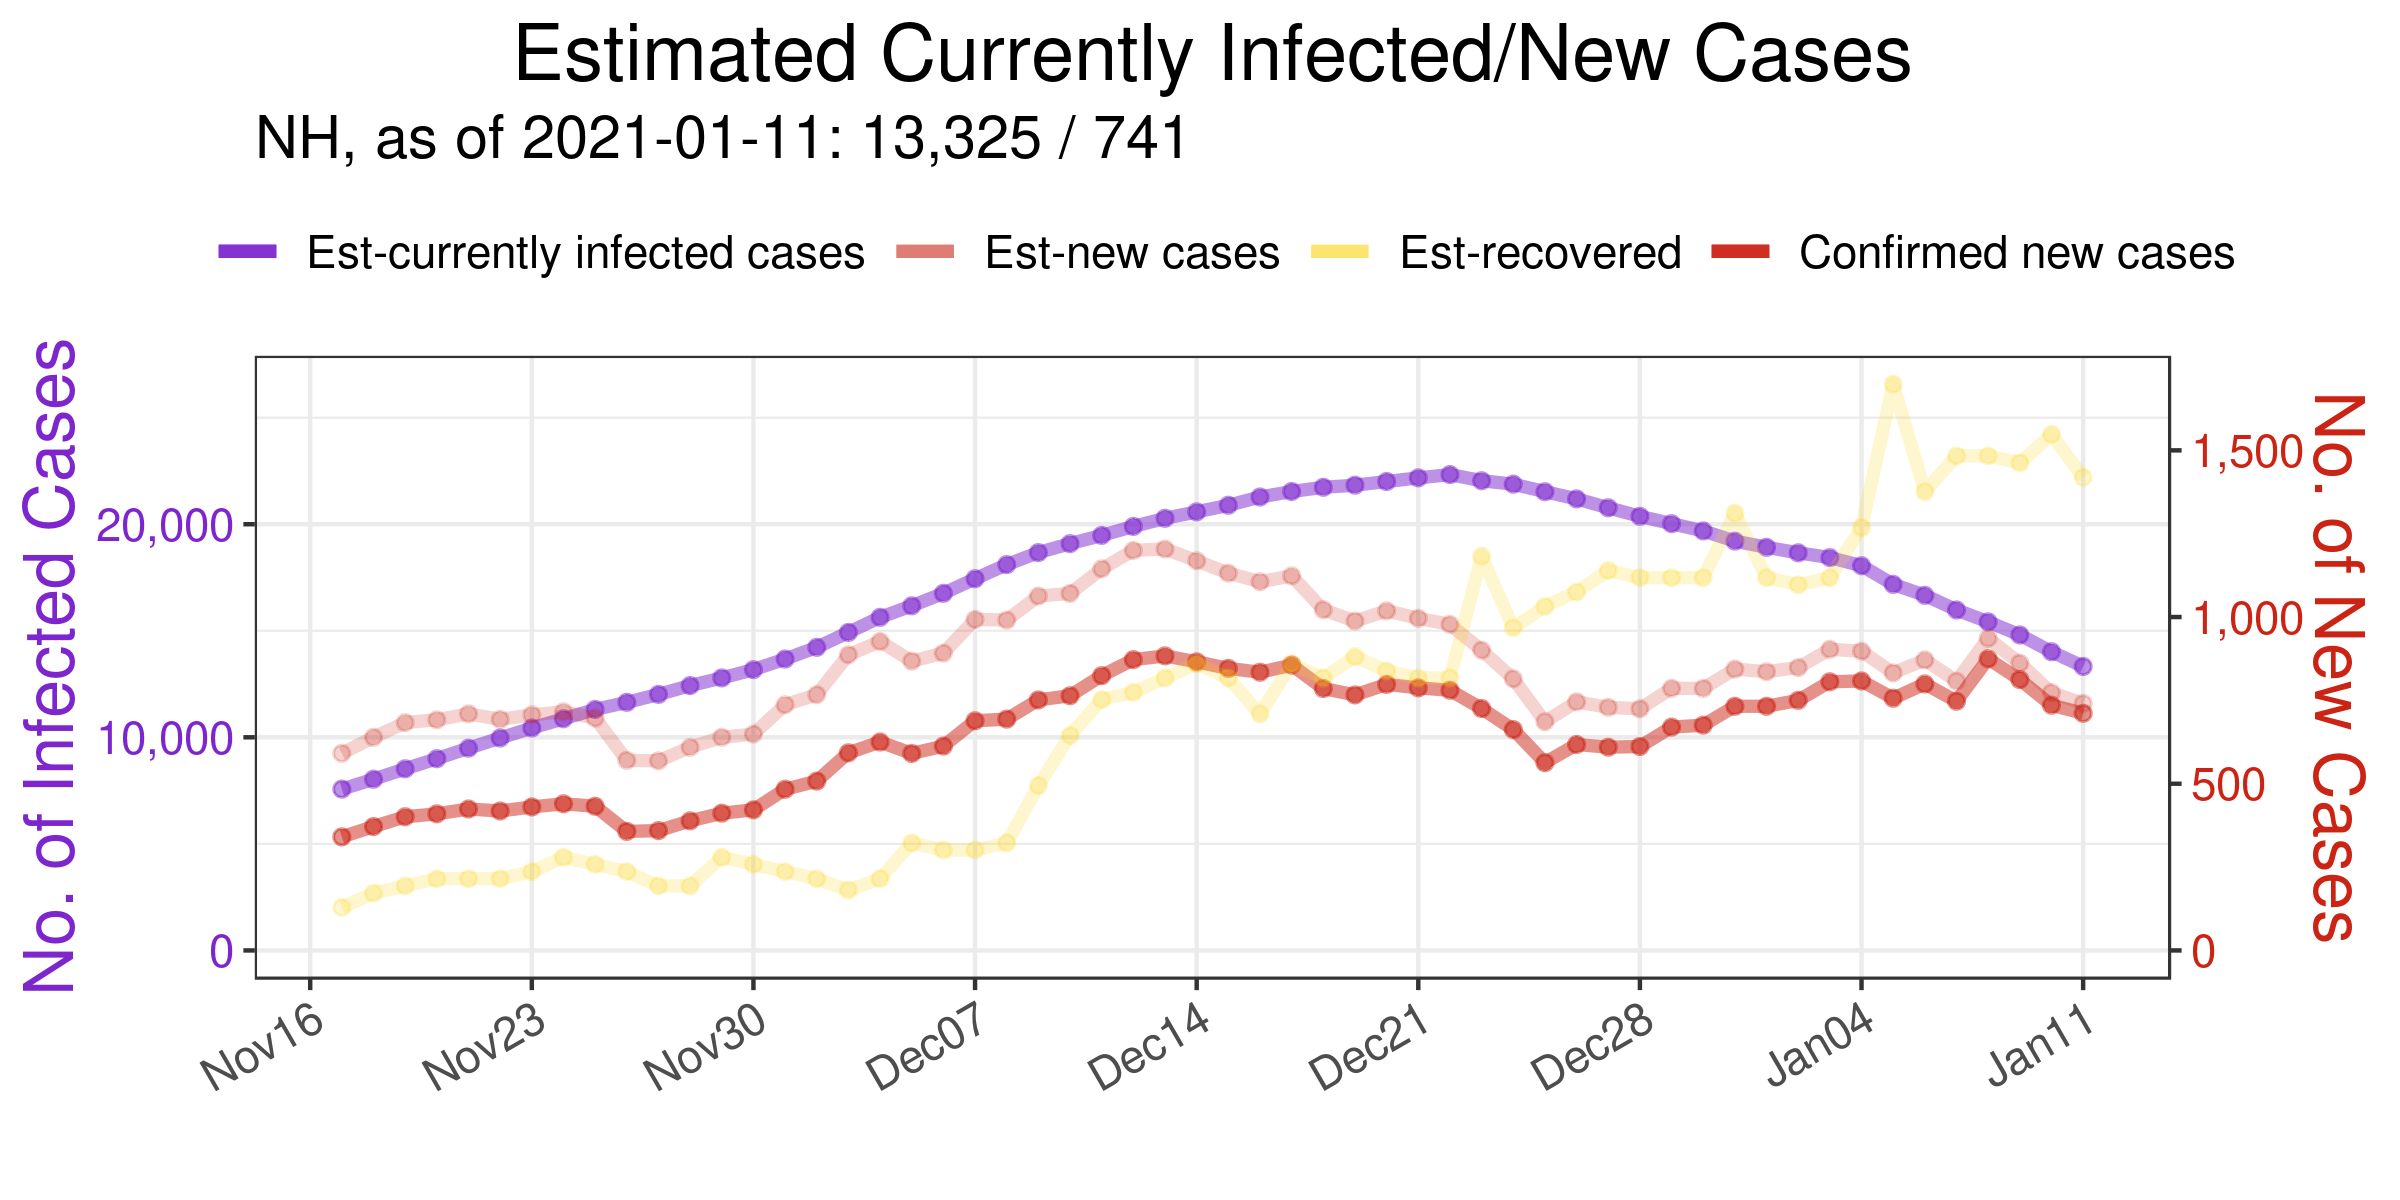 Estimated Currently Infected/New Cases
NH, as of 2021-01-11: 13,325 / 741
Est-currently infected cases Est-new cases Est-recovered Confirmed new cases
No. of Infected Cases
20,000
10,000
0
1,500
1,000
500
0
No. of New Cases
Nov16 Nov23 Nov30 Dec07 Dec14 Dec21 Dec28 Jan04 Jan11